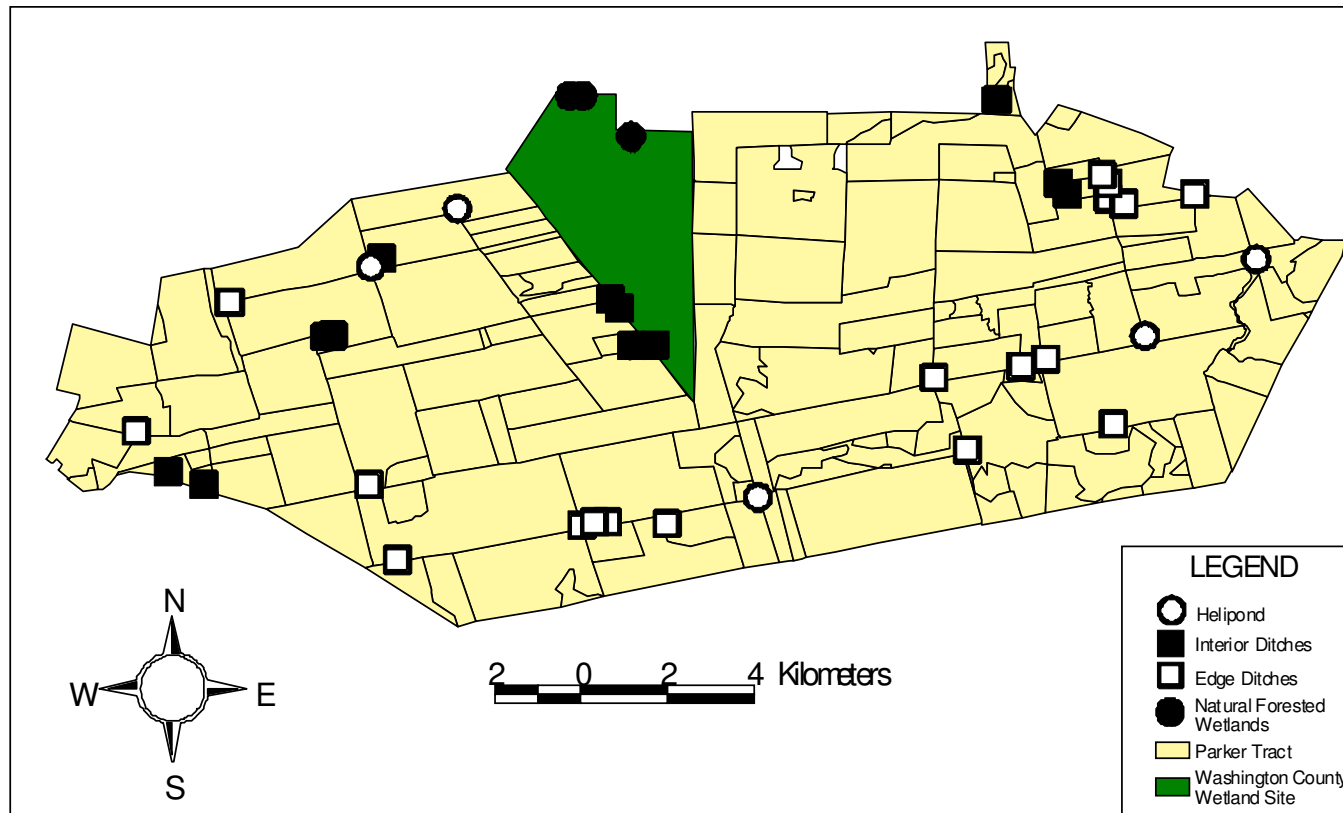 N
W E
S
2 0 2 4 Kilometers
LEGEND
Helipond
Interior Ditches
Edge Ditches
Natural Forested
Wetlands
Parker Tract
Washington County
Wetland Site